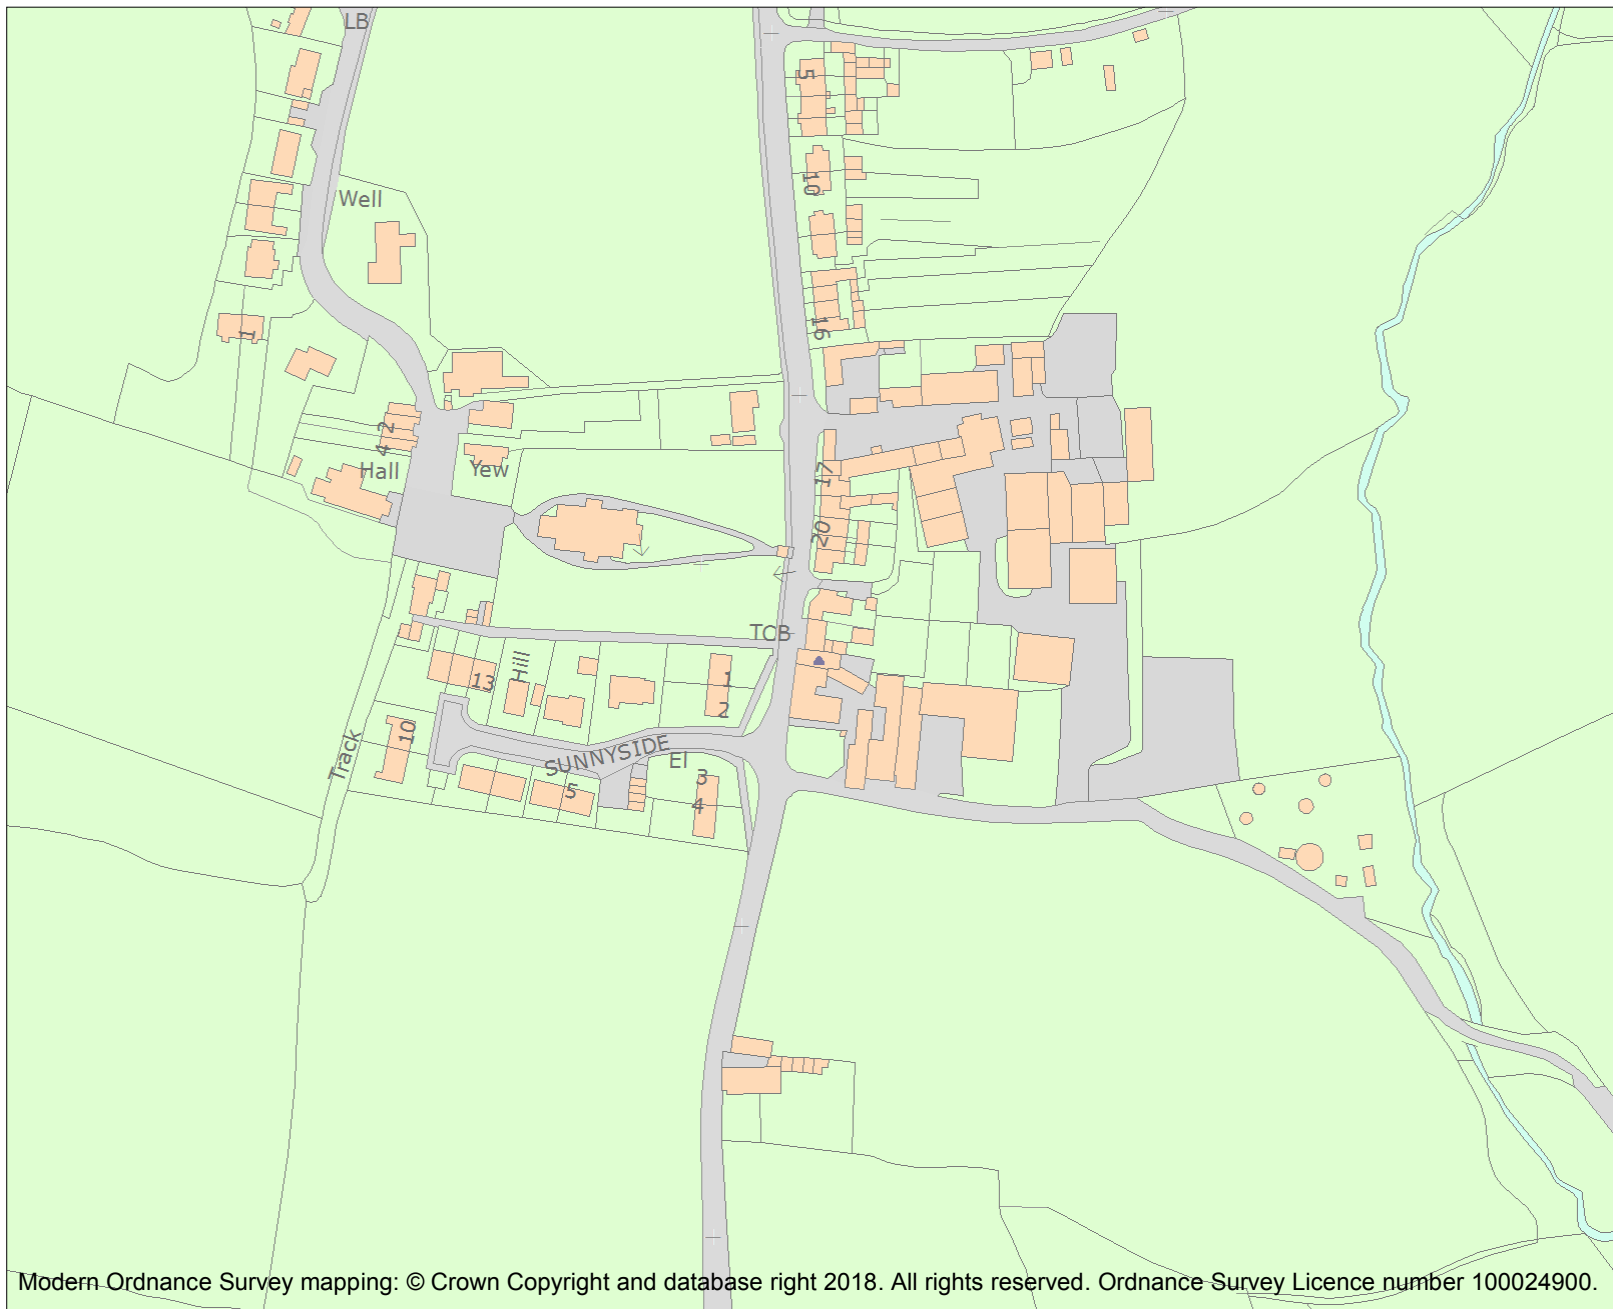 LB
5
Well
10
16
1
2
4
Hall
Yew
17
20
TCB
Hill
13
1
2
10
Track
SUNNYSIDE
El
5
3
4
Modern Ordnance Survey mapping: © Crown Copyright and database right 2018. All rights reserved. Ordnance Survey Licence number 100024900.